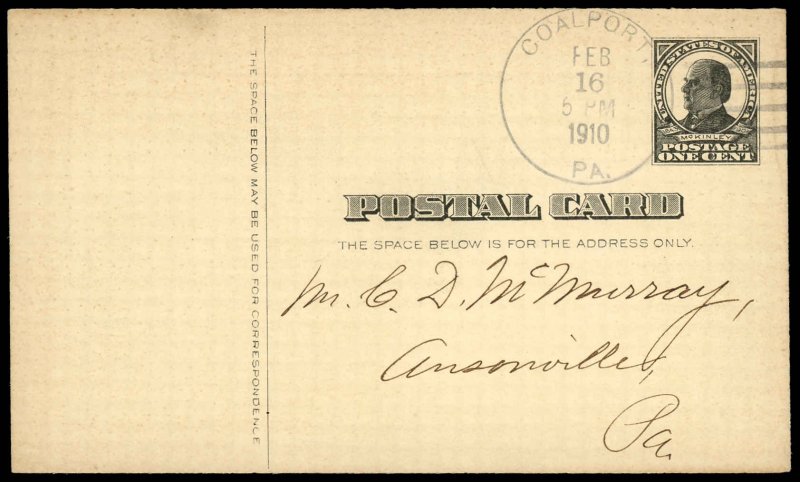 THE SPACE BELOW MAY BE USED FOR CORRESPONDENCE
COALPORT,
FEB
16
5 PM
1910
PA.
UNITED STATES OF AMERICA
McKINLEY
POSTAGE
ONE CENT
POSTAL CARD
THE SPACE BELOW IS FOR THE ADDRESS ONLY.
Mr. C. D. McMurray,
Ansonville,
Pa.